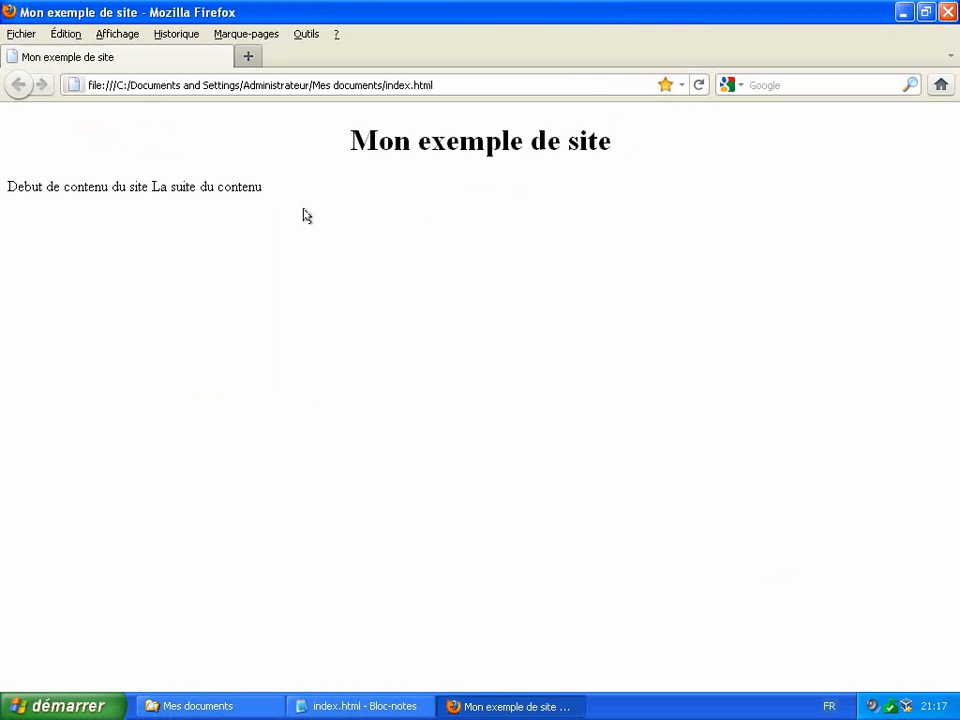 Mon exemple de site - Mozilla Firefox
Fichier Édition Affichage Historique Marque-pages Outils ?
Mon exemple de site
file:///C:/Documents and Settings/Administrateur/Mes documents/index.html Google
Mon exemple de site
Debut de contenu du site La suite du contenu
démarrer Mes documents index.html - Bloc-notes Mon exemple de site ... FR 21:17